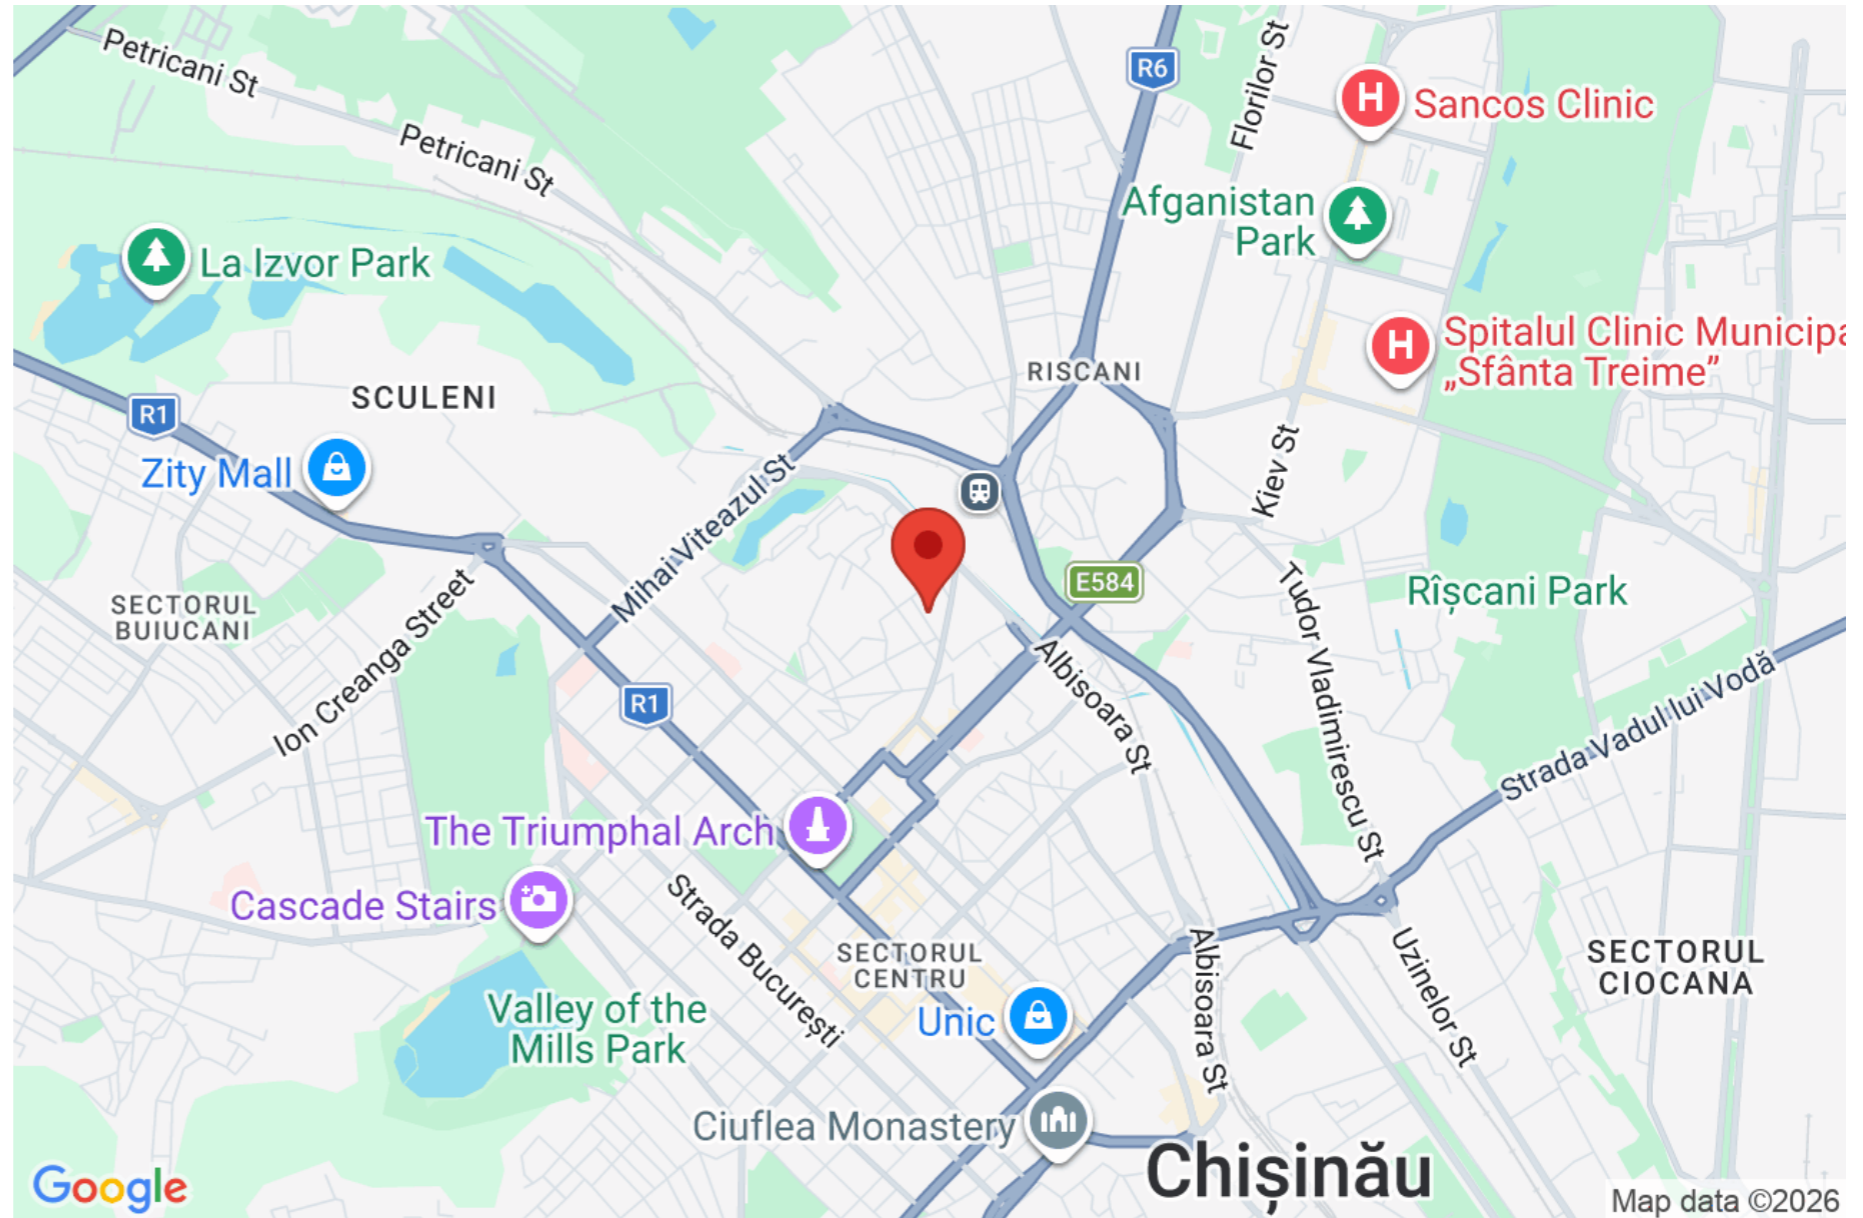 Petricani St
Petricani St
R6
Florilor St
Sancos Clinic
Afganistan
Park
La Izvor Park
Spitalul Clinic Municipa
„Sfânta Treime”
RISCANI
SCULENI
R1
Zity Mall
Mihai Viteazul St
Kiev St
E584
SECTORUL
BUIUCANI
Ion Creanga Street
Rîșcani Park
Tudor Vladimirescu St
Albisoara St
Strada Vadul lui Vodă
R1
The Triumphal Arch
Cascade Stairs
Strada București
SECTORUL
CENTRU
Albisoara St
Uzinelor St
SECTORUL
CIOCANA
Valley of the
Mills Park
Unic
Ciuflea Monastery
Chișinău
Google
Map data ©2026